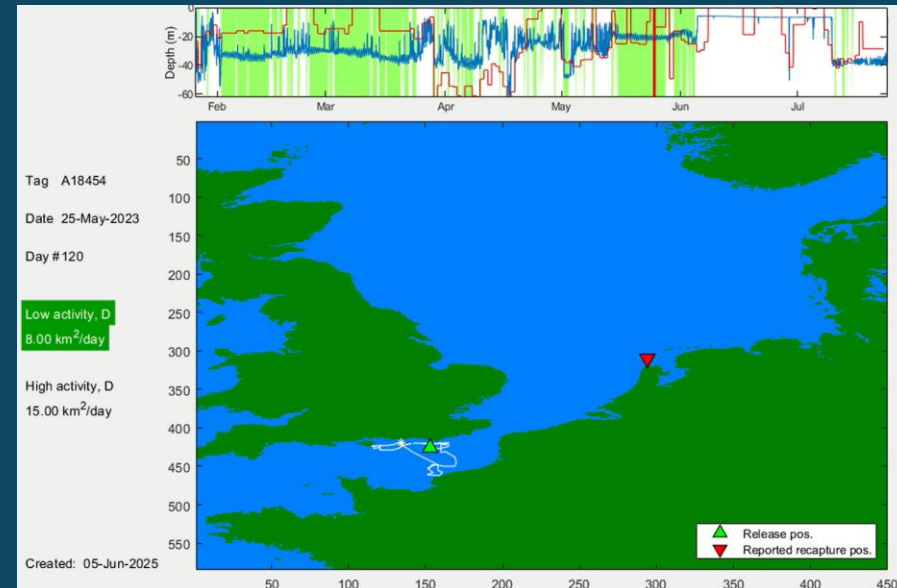 0
-20
-40
-60
Depth (m)
Feb Mar Apr May Jun Jul
Tag A18454
Date 25-May-2023
Day # 120
Low activity, D
8.00 km²/day
High activity, D
15.00 km²/day
Created: 05-Jun-2025
50
100
150
200
250
300
350
400
450
500
550
50 100 150 200 250 300 350 400 450
Release pos.
Reported recapture pos.